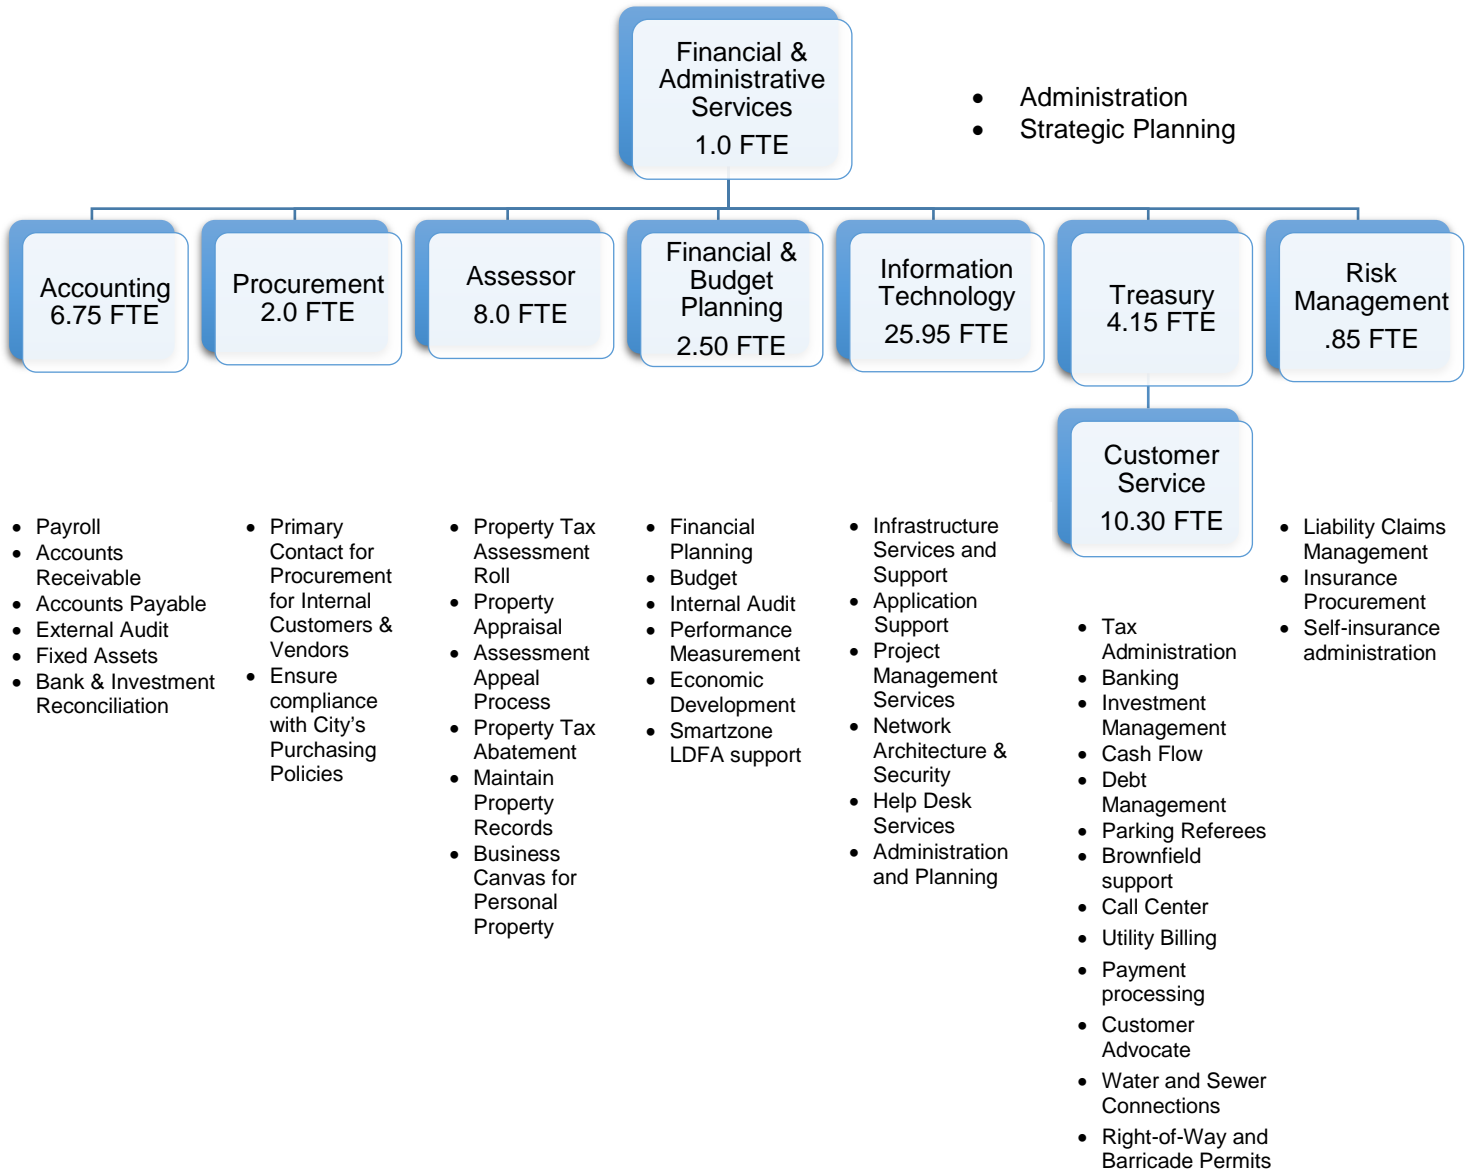 Financial &
Administrative
Services
1.0 FTE
• Administration
• Strategic Planning
Accounting
6.75 FTE
Procurement
2.0 FTE
Assessor
8.0 FTE
Financial &
Budget
Planning
2.50 FTE
Information
Technology
25.95 FTE
Treasury
4.15 FTE
Risk
Management
.85 FTE
Customer
Service
10.30 FTE
• Payroll
• Accounts
Receivable
• Accounts Payable
• External Audit
• Fixed Assets
• Bank & Investment
Reconciliation
• Primary
Contact for
Procurement
for Internal
Customers &
Vendors
• Ensure
compliance
with City’s
Purchasing
Policies
• Property Tax
Assessment
Roll
• Property
Appraisal
• Assessment
Appeal
Process
• Property Tax
Abatement
• Maintain
Property
Records
• Business
Canvas for
Personal
Property
• Financial
Planning
• Budget
• Internal Audit
• Performance
Measurement
• Economic
Development
• Smartzone
LDFA support
• Infrastructure
Services and
Support
• Application
Support
• Project
Management
Services
• Network
Architecture &
Security
• Help Desk
Services
• Administration
and Planning
• Tax
Administration
• Banking
• Investment
Management
• Cash Flow
• Debt
Management
• Parking Referees
• Brownfield
support
• Call Center
• Utility Billing
• Payment
processing
• Customer
Advocate
• Water and Sewer
Connections
• Right-of-Way and
Barricade Permits
• Liability Claims
Management
• Insurance
Procurement
• Self-insurance
administration